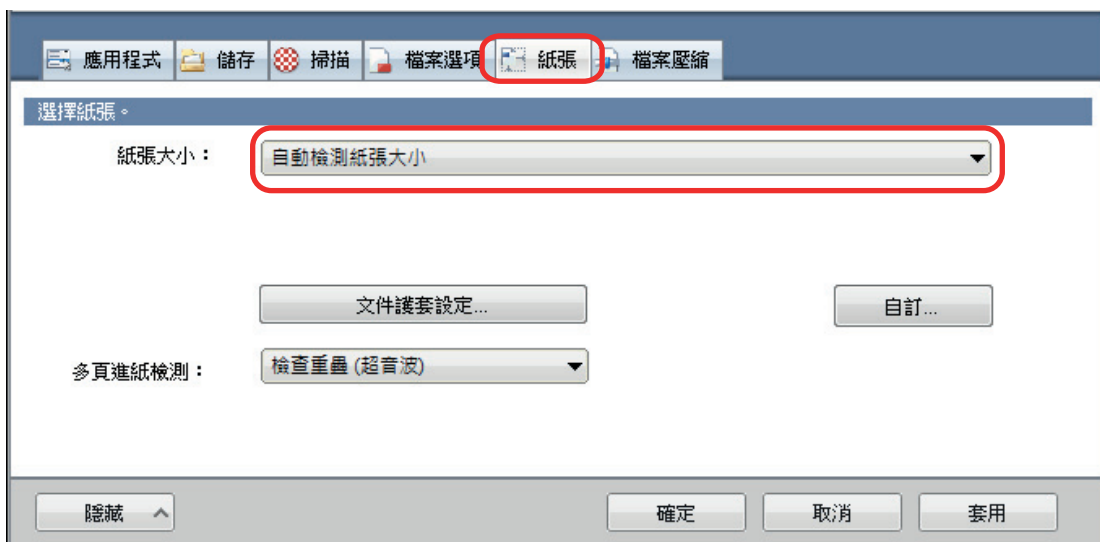 應用程式 儲存 掃描 檔案選項 紙張 檔案壓縮
選擇紙張。
紙張大小： 自動檢測紙張大小
文件護套設定... 自訂...
多頁進紙檢測： 檢查重疊 (超音波)
隱藏 確定 取消 套用